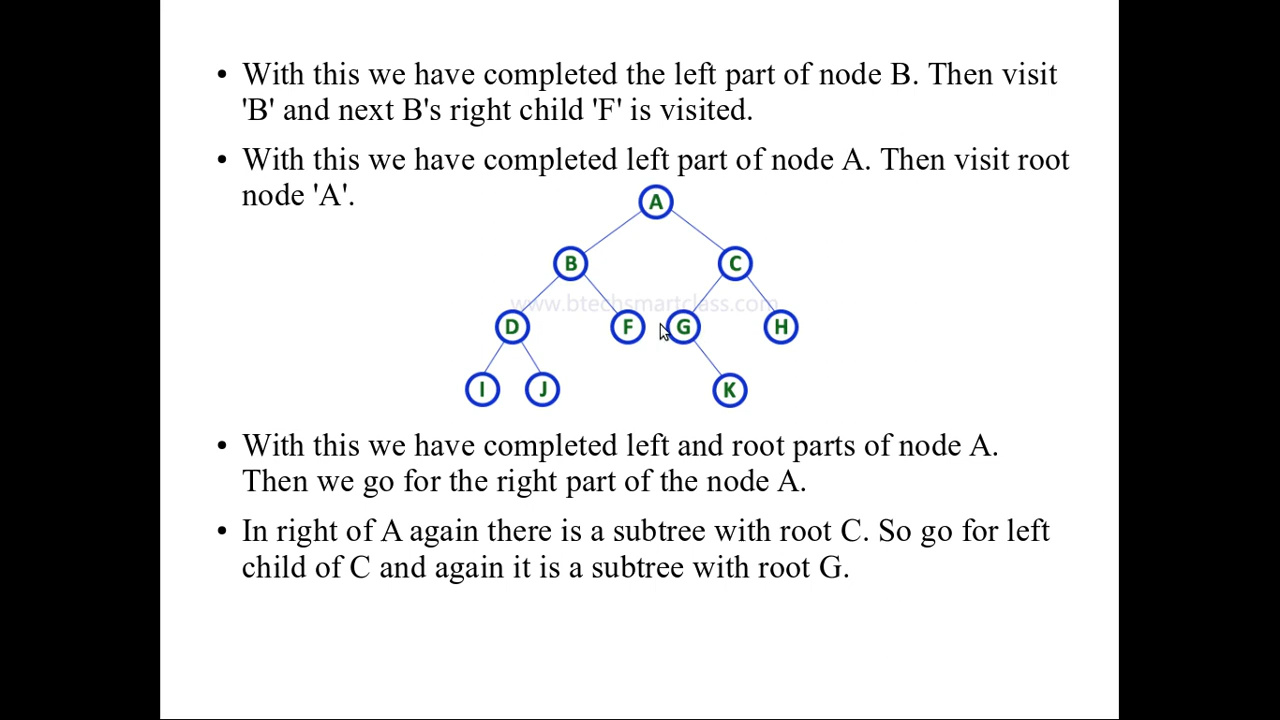 • With this we have completed the left part of node B. Then visit
'B' and next B's right child 'F' is visited.
• With this we have completed left part of node A. Then visit root
node 'A'.
A
B C
www.btechsmartclass.com
D F G H
I J K
• With this we have completed left and root parts of node A.
Then we go for the right part of the node A.
• In right of A again there is a subtree with root C. So go for left
child of C and again it is a subtree with root G.